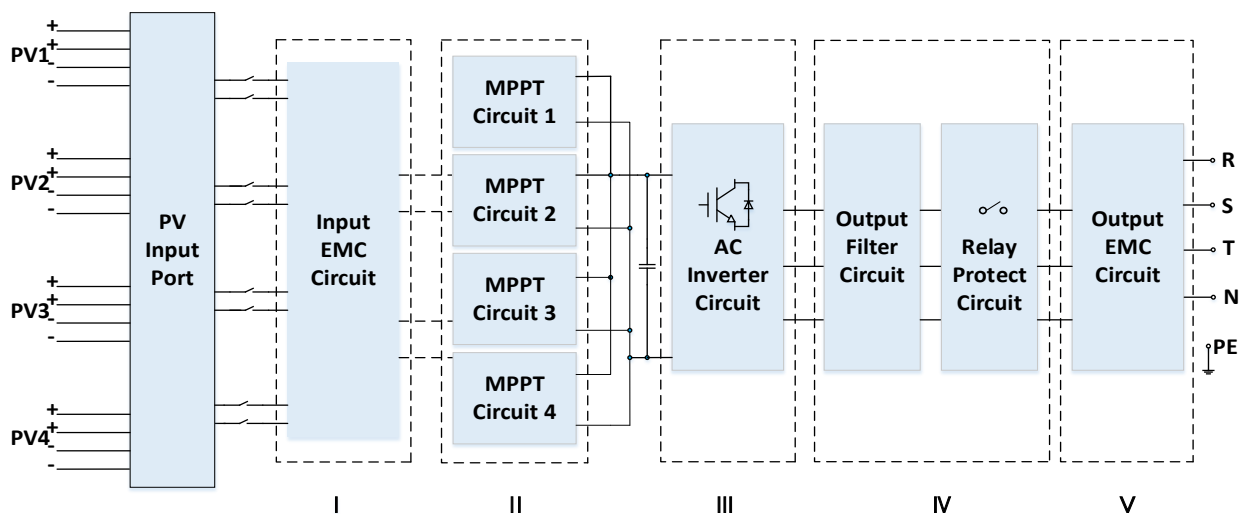 +
PV1
+
-
-
+
PV2
+
-
-
+
PV3
+
-
-
+
PV4
+
-
-
PV
Input
Port
Input
EMC
Circuit
MPPT
Circuit 1
MPPT
Circuit 2
MPPT
Circuit 3
MPPT
Circuit 4
AC
Inverter
Circuit
Output
Filter
Circuit
Relay
Protect
Circuit
Output
EMC
Circuit
R
S
T
N
PE
I
II
III
IV
V